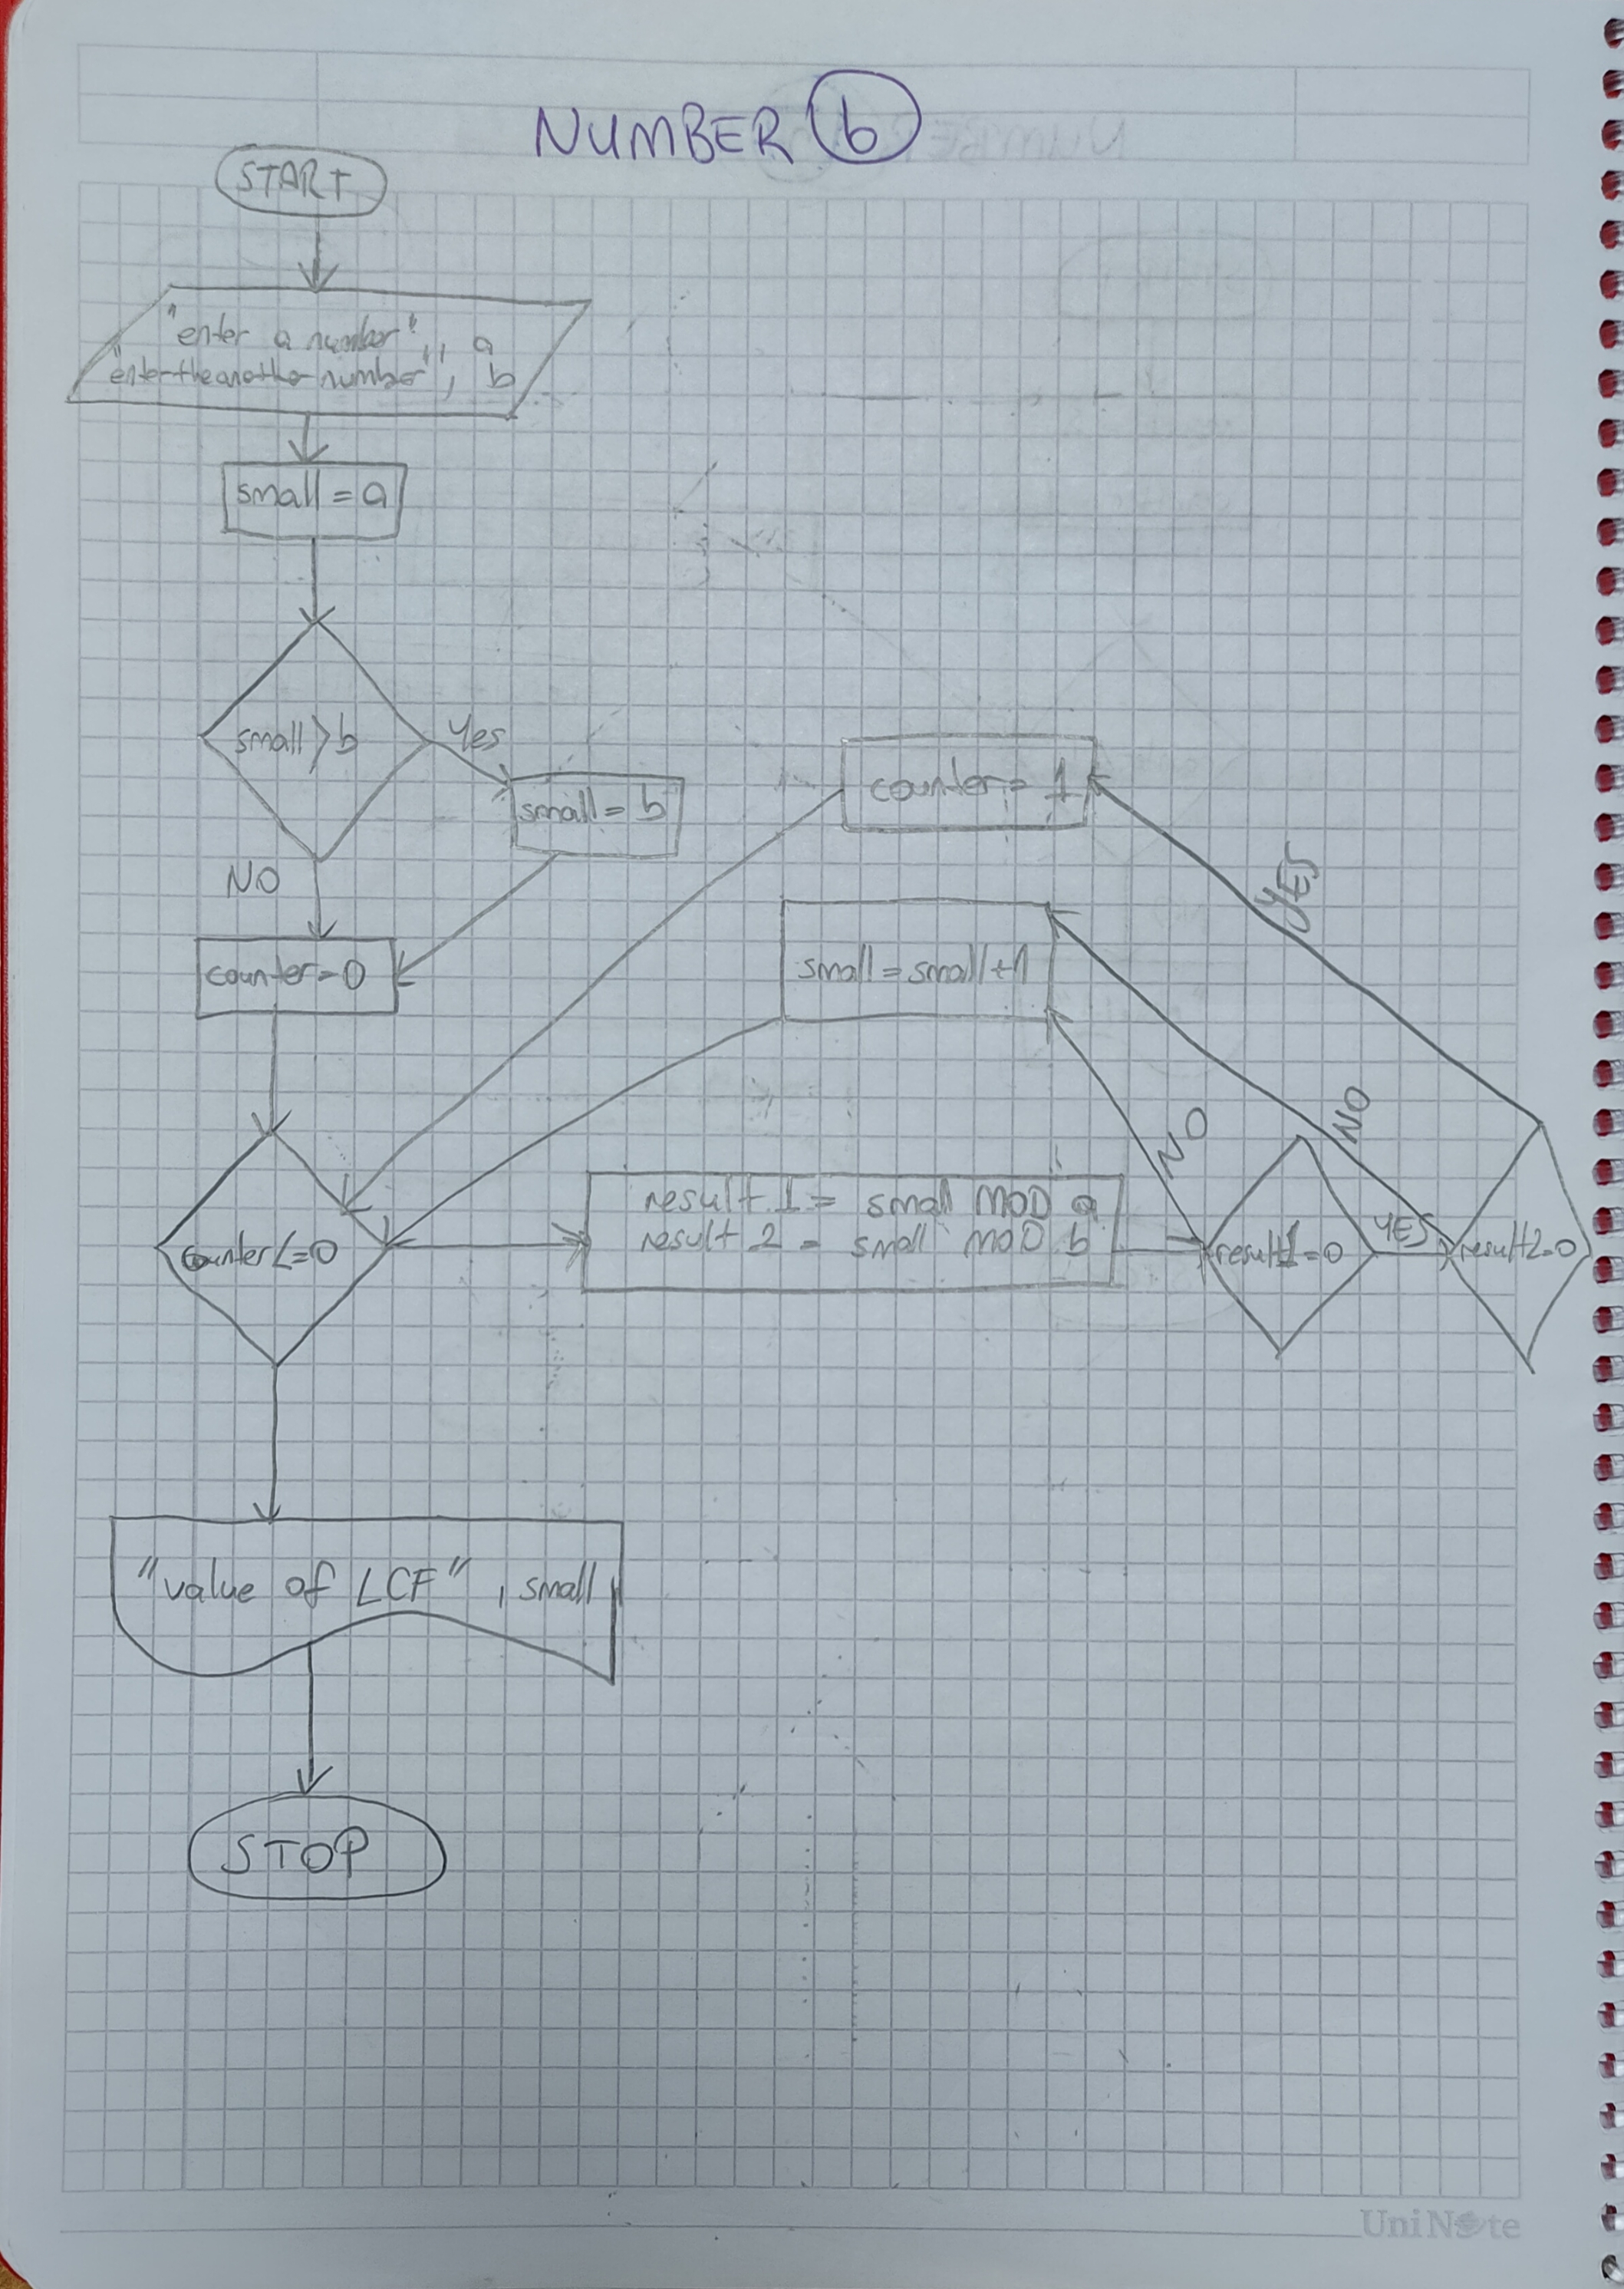 NUMBER b
START
"enter a number", a
"enter the another number", b
small = a
small > b
Yes
small = b
NO
counter = 0
counter = 1
YES
small = small + 1
NO
NO
counter <= 0
result 1 = small MOD a
result 2 = small MOD b
result1 = 0
YES
result2 = 0
"value of LCF", small
STOP
UniNote